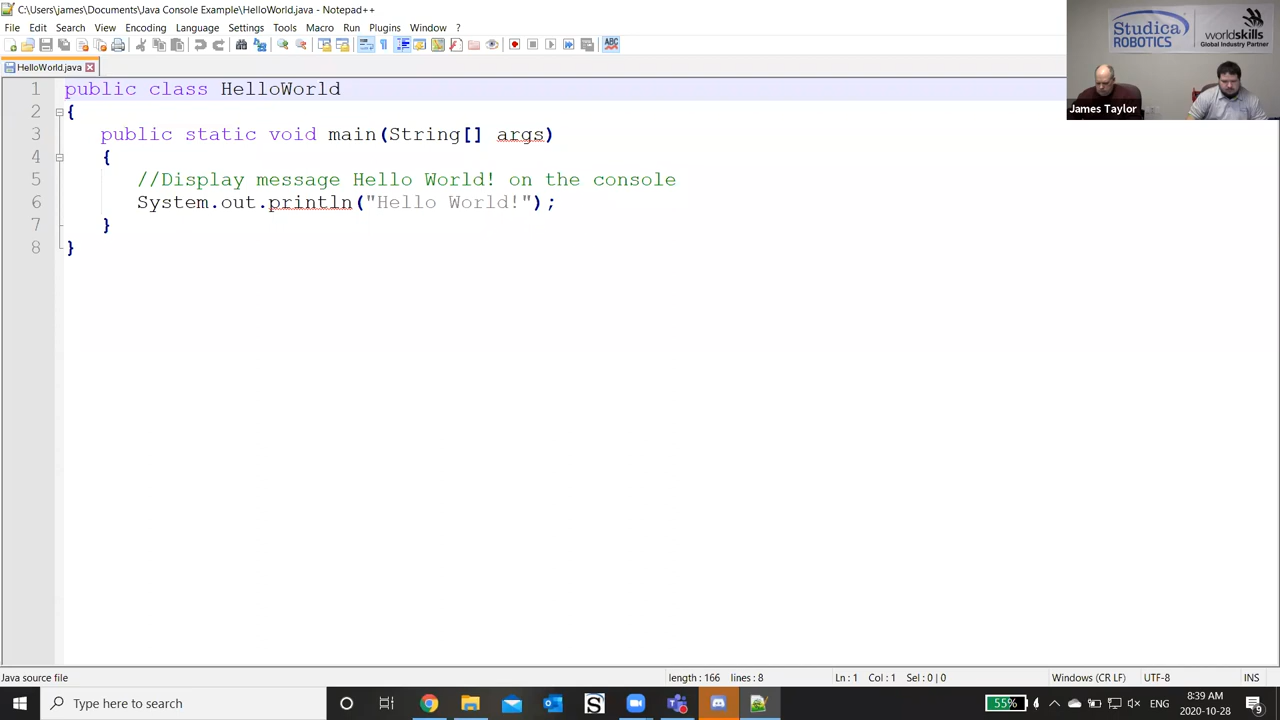 C:\Users\james\Documents\Java Console Example\HelloWorld.java - Notepad++
File Edit Search View Encoding Language Settings Tools Macro Run Plugins Window ?
HelloWorld.java
1 public class HelloWorld
2 {
3 public static void main(String[] args)
4 {
5 //Display message Hello World! on the console
6 System.out.println("Hello World!");
7 }
8 }
Studica
ROBOTICS
worldskills
Global Industry Partner
James Taylor
Java source file length : 166 lines : 8 Ln : 1 Col : 1 Sel : 0 | 0 Windows (CR LF) UTF-8 INS
Type here to search
S
55%
ENG
8:39 AM
2020-10-28
9
ABC